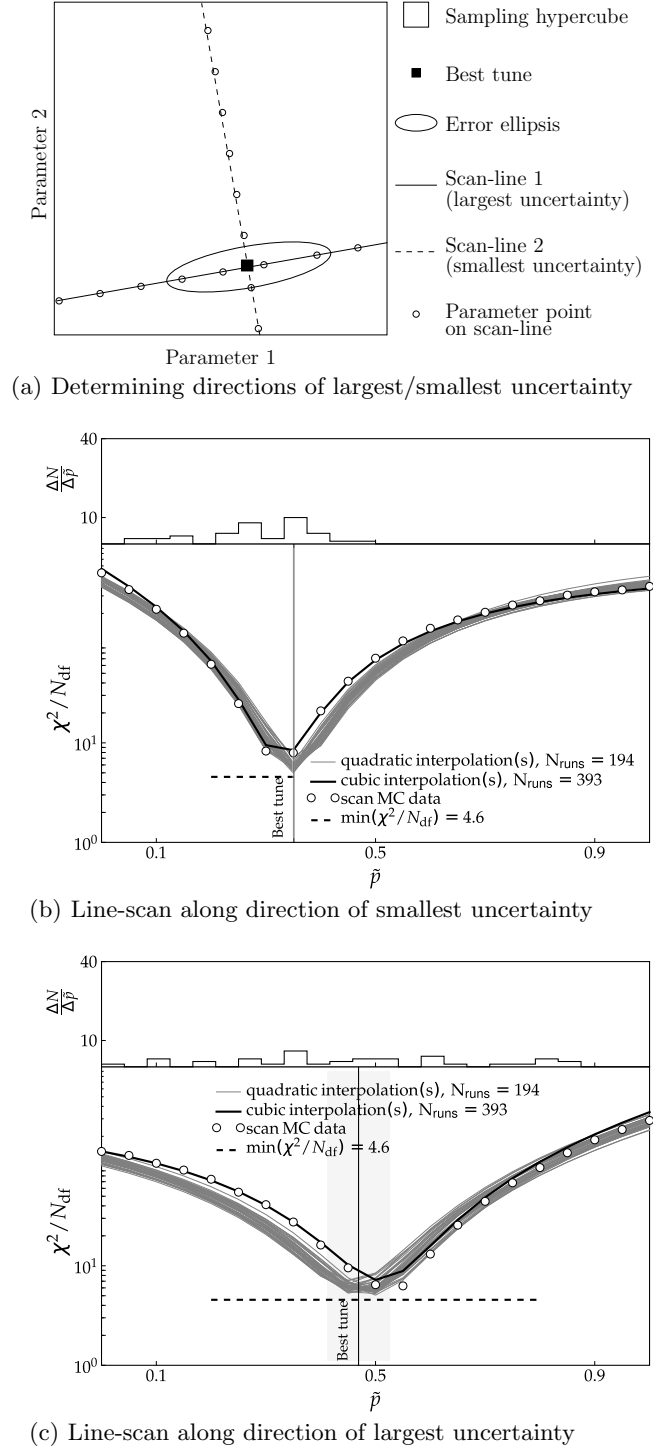 Sampling hypercube
Best tune
Error ellipsis
Scan-line 1
(largest uncertainty)
Scan-line 2
(smallest uncertainty)
Parameter point
on scan-line
Parameter 2
Parameter 1
(a) Determining directions of largest/smallest uncertainty
40
10
ΔN/Δp̃
χ²/N_df
10¹
10⁰
quadratic interpolation(s), N_runs = 194
cubic interpolation(s), N_runs = 393
scan MC data
min(χ²/N_df) = 4.6
Best tune
0.1 0.5 0.9
p̃
(b) Line-scan along direction of smallest uncertainty
40
10
ΔN/Δp̃
quadratic interpolation(s), N_runs = 194
cubic interpolation(s), N_runs = 393
scan MC data
min(χ²/N_df) = 4.6
χ²/N_df
10¹
10⁰
Best tune
0.1 0.5 0.9
p̃
(c) Line-scan along direction of largest uncertainty